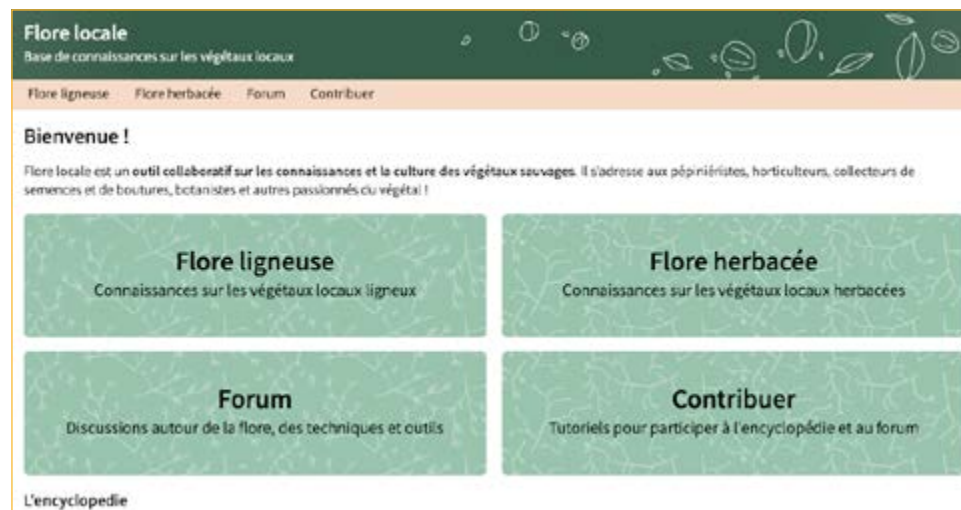 Flore locale
Base de connaissances sur les végétaux locaux
Flore ligneuse Flore herbacée Forum Contribuer
Bienvenue !
Flore locale est un outil collaboratif sur les connaissances et la culture des végétaux sauvages. Il s'adresse aux pépiniéristes, horticulteurs, collecteurs de
semences et de boutures, botanistes et autres passionnés du végétal !
Flore ligneuse
Connaissances sur les végétaux locaux ligneux
Flore herbacée
Connaissances sur les végétaux locaux herbacées
Forum
Discussions autour de la flore, des techniques et outils
Contribuer
Tutoriels pour participer à l'encyclopédie et au forum
L'encyclopedie